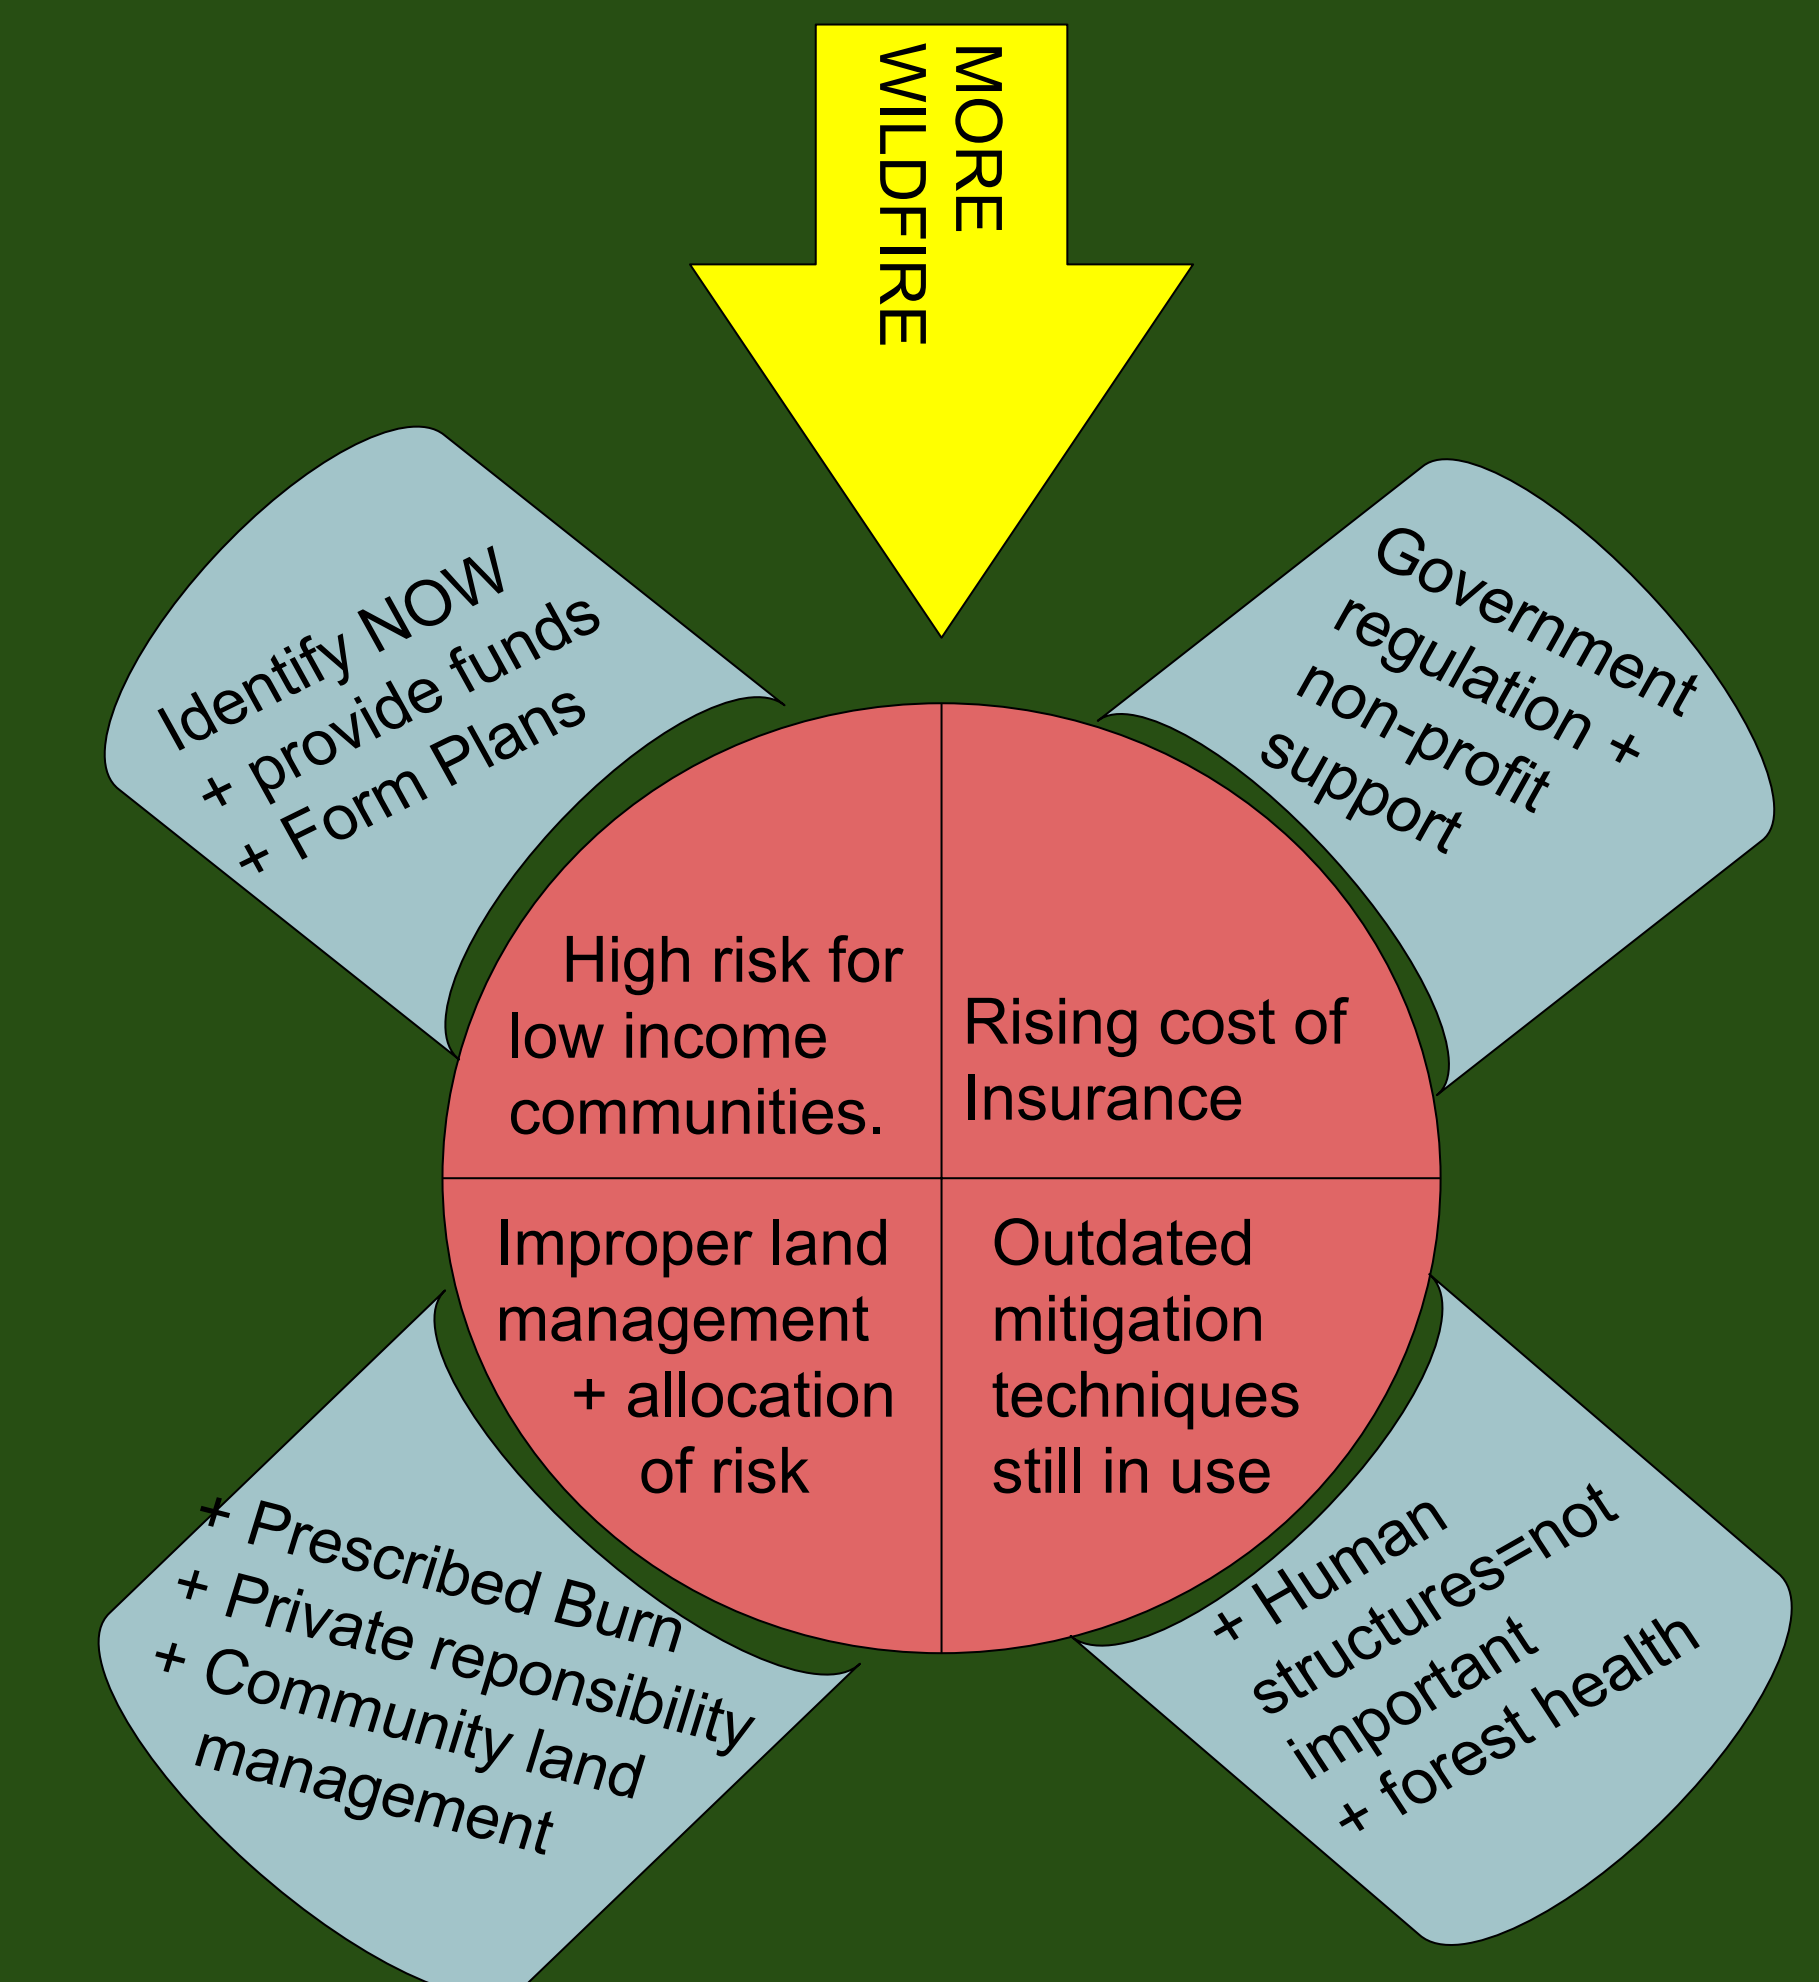 MORE
WILDFIRE
Identify NOW
+ provide funds
+ Form Plans
Government
regulation +
non-profit
support
High risk for
low income
communities.
Rising cost of
Insurance
Improper land
management
+ allocation
of risk
Outdated
mitigation
techniques
still in use
+ Prescribed Burn
+ Private reponsibility
+ Community land
management
+ Human
structures=not
important
+ forest health